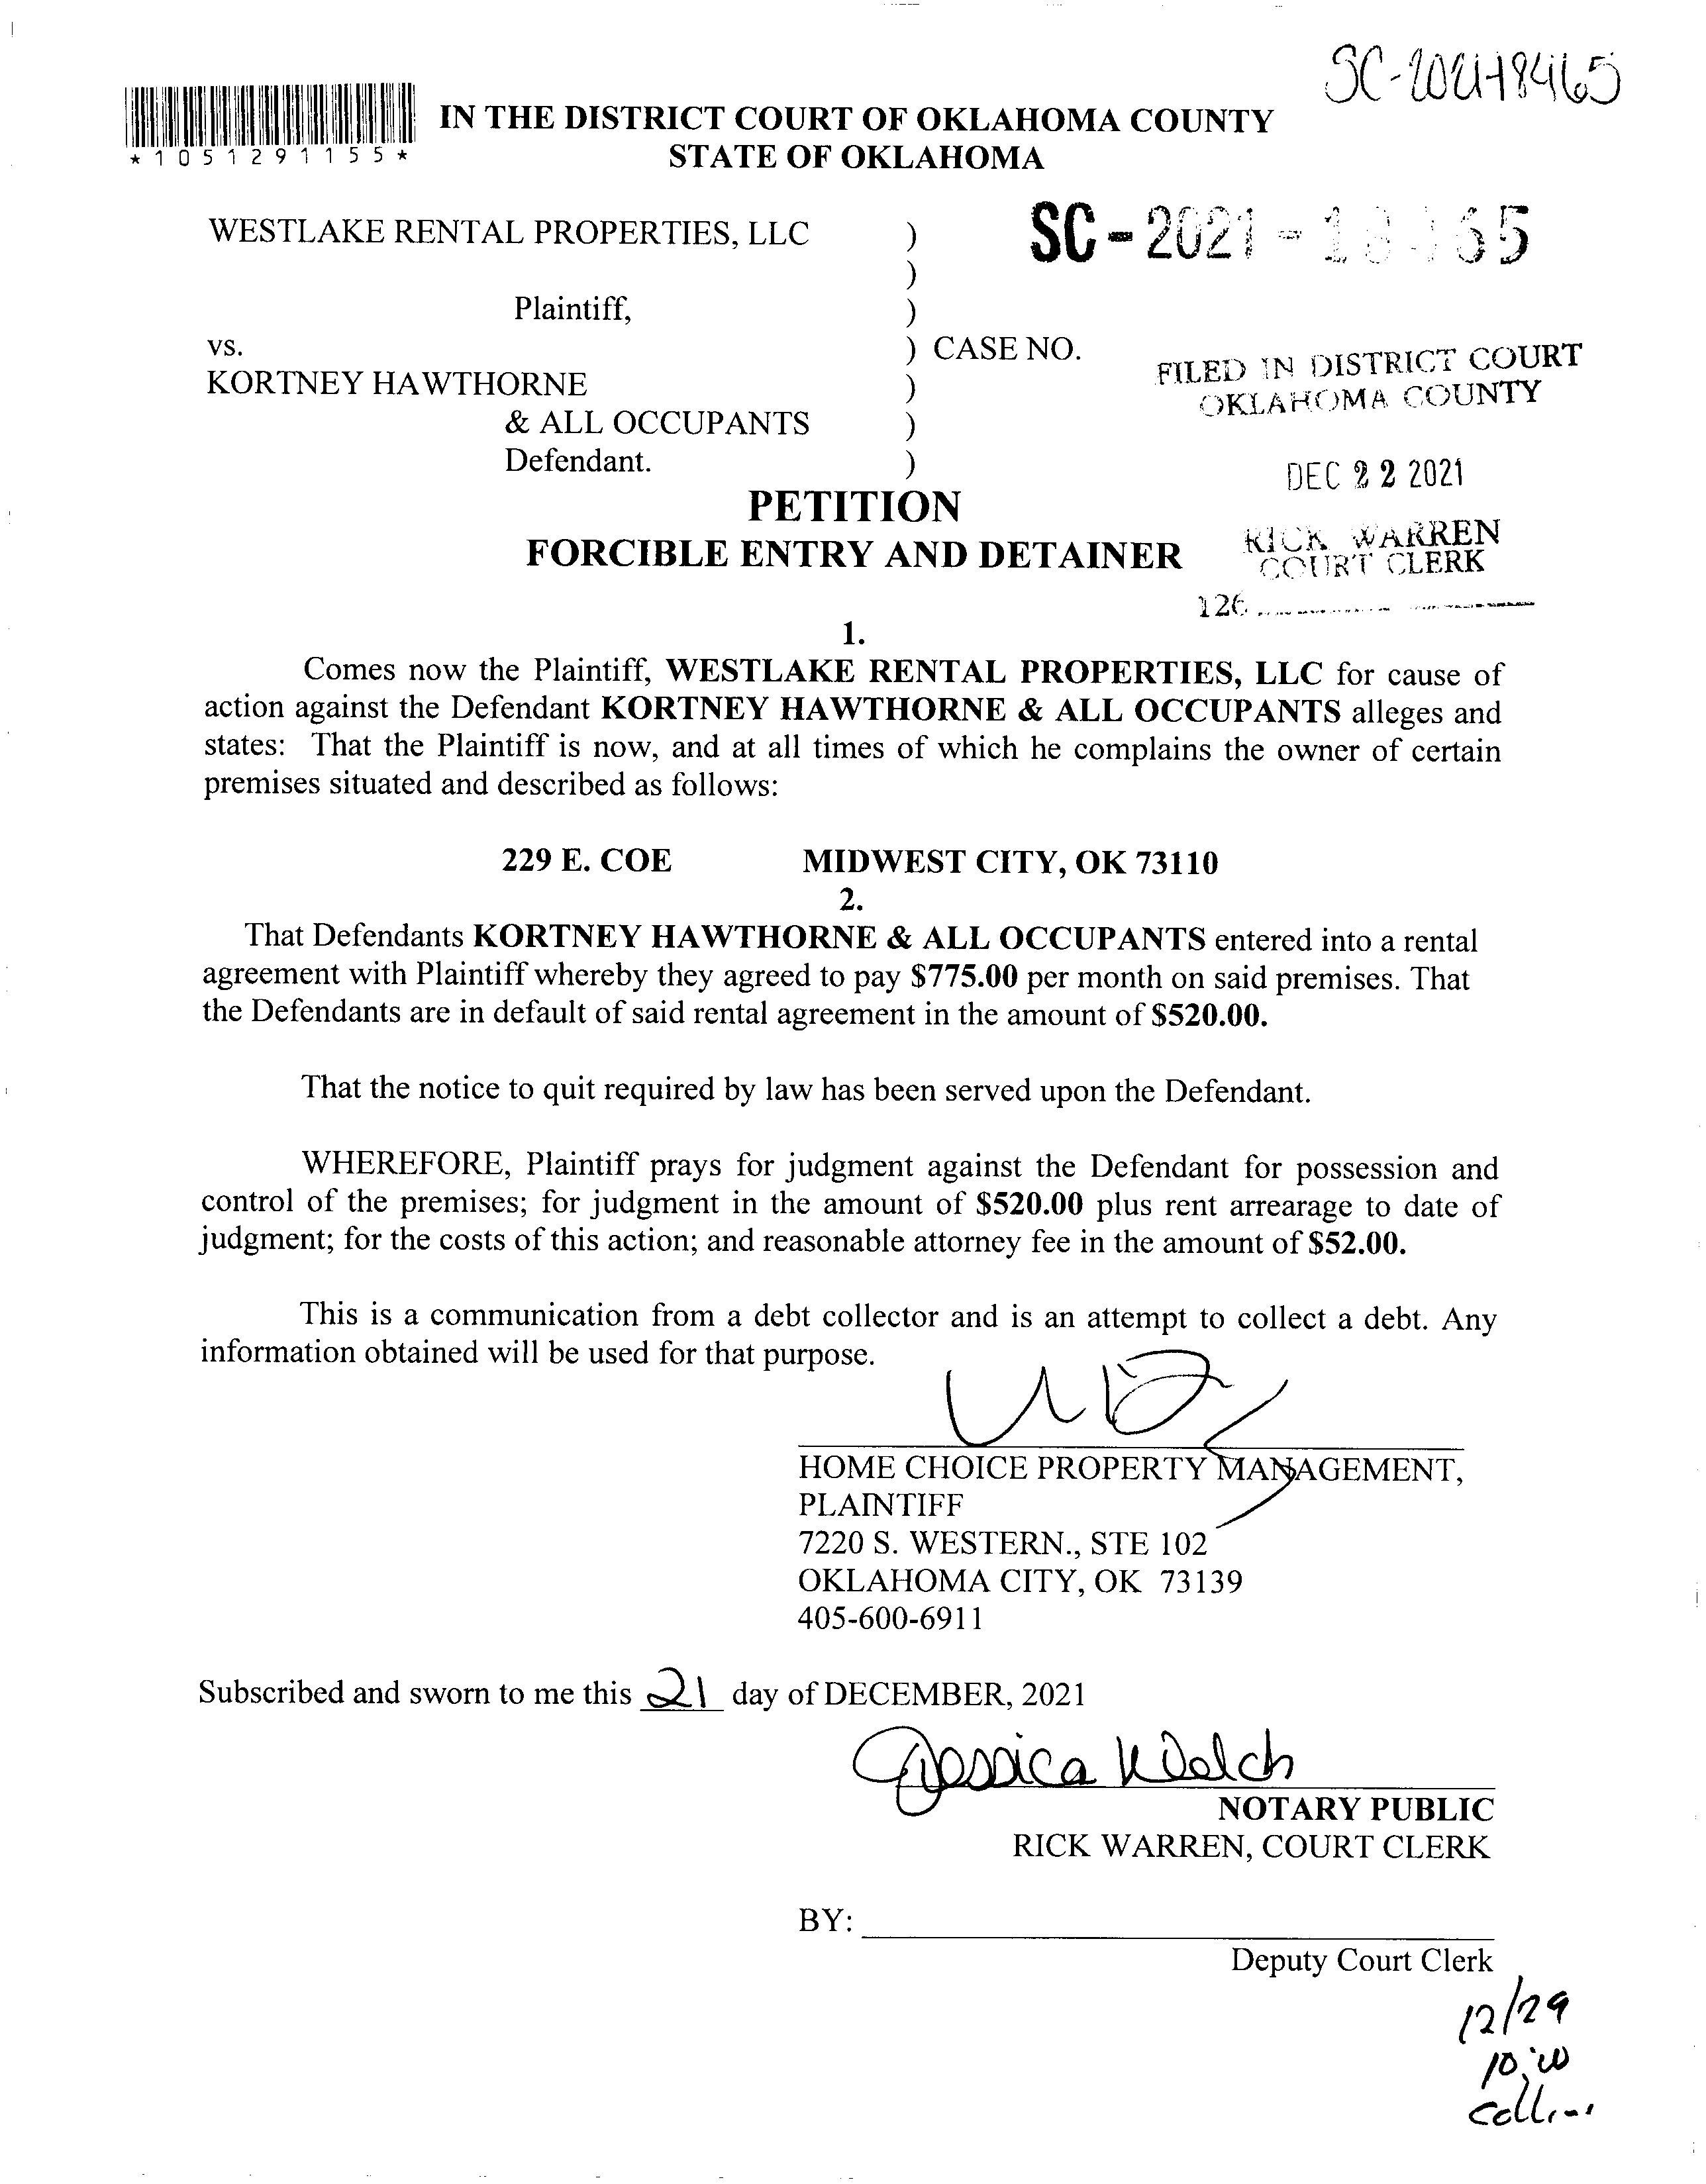 SC-2021-18465
*1051291155*
IN THE DISTRICT COURT OF OKLAHOMA COUNTY
STATE OF OKLAHOMA
WESTLAKE RENTAL PROPERTIES, LLC )
SC-2021-18465
)
Plaintiff, )
vs. ) CASE NO.
KORTNEY HAWTHORNE )
& ALL OCCUPANTS )
Defendant. )
FILED IN DISTRICT COURT
OKLAHOMA COUNTY
DEC 22 2021
RICK WARREN
COURT CLERK
126
PETITION
FORCIBLE ENTRY AND DETAINER
1.
Comes now the Plaintiff, WESTLAKE RENTAL PROPERTIES, LLC for cause of
action against the Defendant KORTNEY HAWTHORNE & ALL OCCUPANTS alleges and
states: That the Plaintiff is now, and at all times of which he complains the owner of certain
premises situated and described as follows:
229 E. COE MIDWEST CITY, OK 73110
2.
That Defendants KORTNEY HAWTHORNE & ALL OCCUPANTS entered into a rental
agreement with Plaintiff whereby they agreed to pay $775.00 per month on said premises. That
the Defendants are in default of said rental agreement in the amount of $520.00.
That the notice to quit required by law has been served upon the Defendant.
WHEREFORE, Plaintiff prays for judgment against the Defendant for possession and
control of the premises; for judgment in the amount of $520.00 plus rent arrearage to date of
judgment; for the costs of this action; and reasonable attorney fee in the amount of $52.00.
This is a communication from a debt collector and is an attempt to collect a debt. Any
information obtained will be used for that purpose.
HOME CHOICE PROPERTY MANAGEMENT,
PLAINTIFF
7220 S. WESTERN., STE 102
OKLAHOMA CITY, OK 73139
405-600-6911
Subscribed and sworn to me this 21 day of DECEMBER, 2021
Jessica Welch
NOTARY PUBLIC
RICK WARREN, COURT CLERK
BY:
Deputy Court Clerk
12/29
10:00
Collins